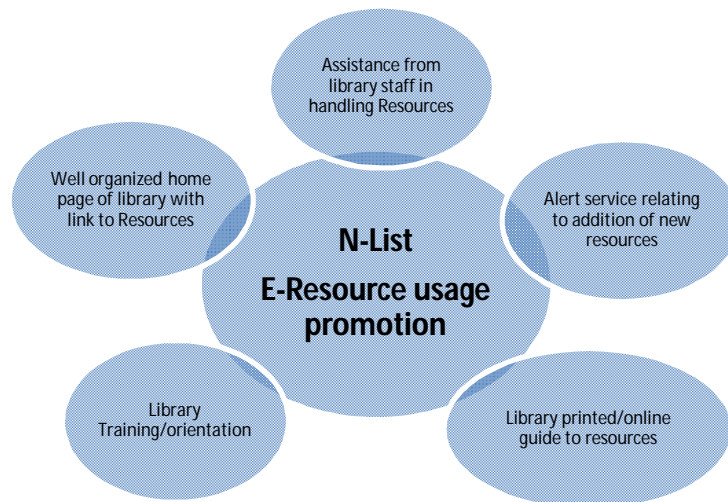 Assistance from
library staff in
handling Resources
Well organized home
page of library with
link to Resources
Alert service relating
to addition of new
resources
N-List
E-Resource usage
promotion
Library
Training/orientation
Library printed/online
guide to resources